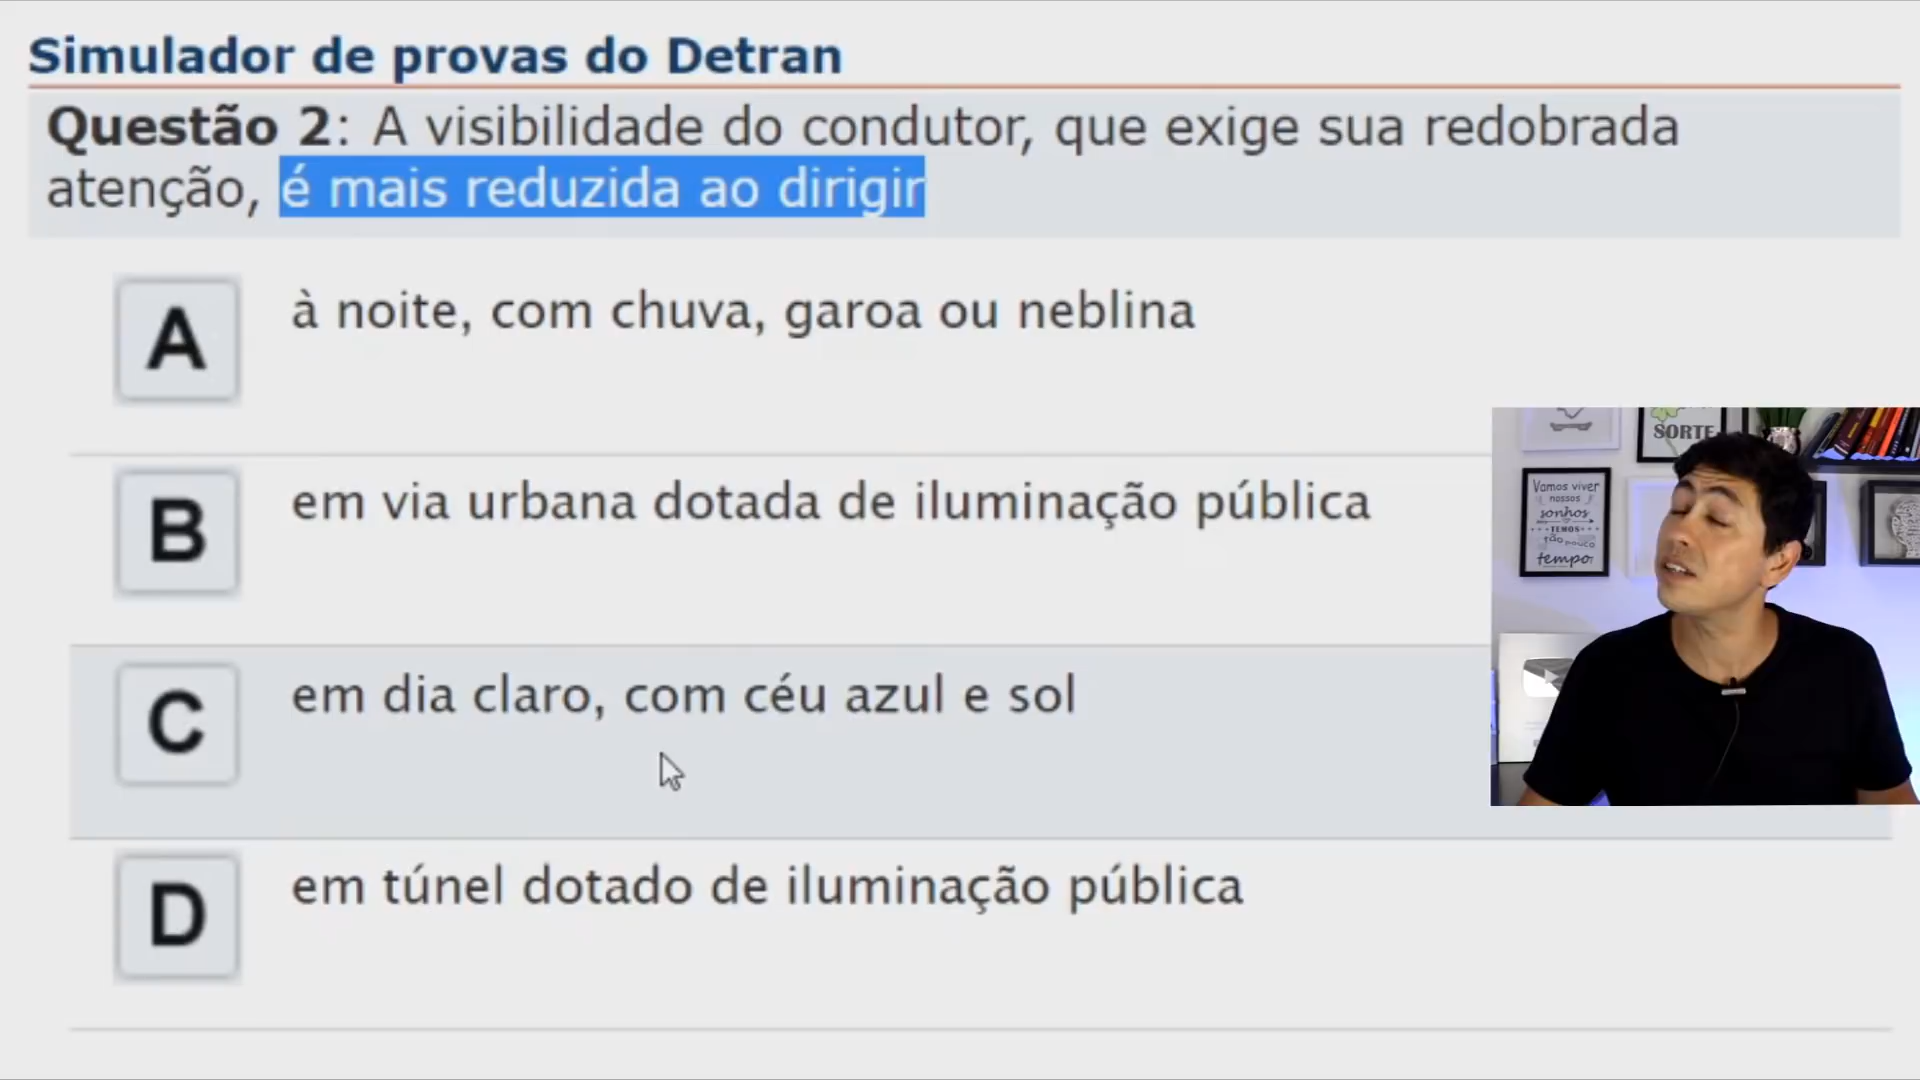 Simulador de provas do Detran
Questão 2: A visibilidade do condutor, que exige sua redobrada
atenção, é mais reduzida ao dirigir
A
à noite, com chuva, garoa ou neblina
B
em via urbana dotada de iluminação pública
C
em dia claro, com céu azul e sol
D
em túnel dotado de iluminação pública
SORTE
Vamos viver
nossos
sonhos
TEMOS
tão pouco
tempo